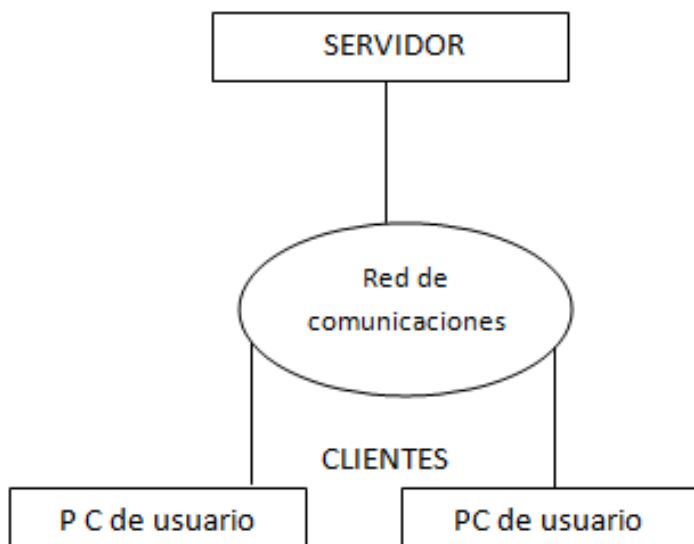 SERVIDOR
Red de
comunicaciones
CLIENTES
P C de usuario
PC de usuario